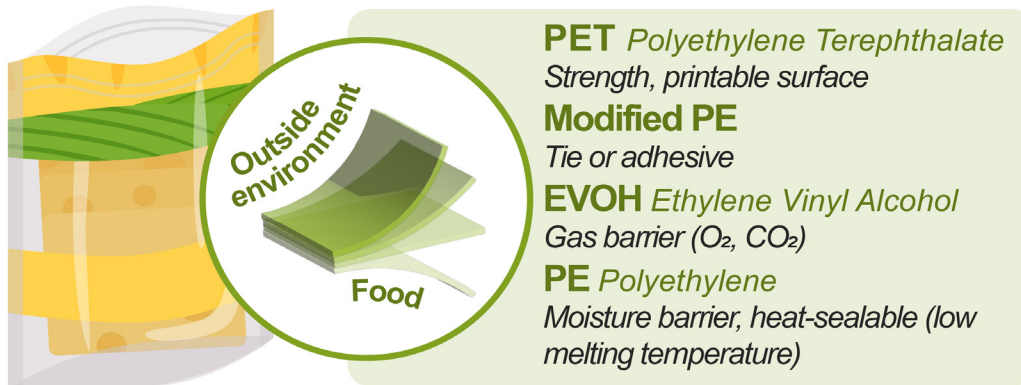 Outside
environment
Food
PET Polyethylene Terephthalate
Strength, printable surface
Modified PE
Tie or adhesive
EVOH Ethylene Vinyl Alcohol
Gas barrier (O₂, CO₂)
PE Polyethylene
Moisture barrier, heat-sealable (low
melting temperature)